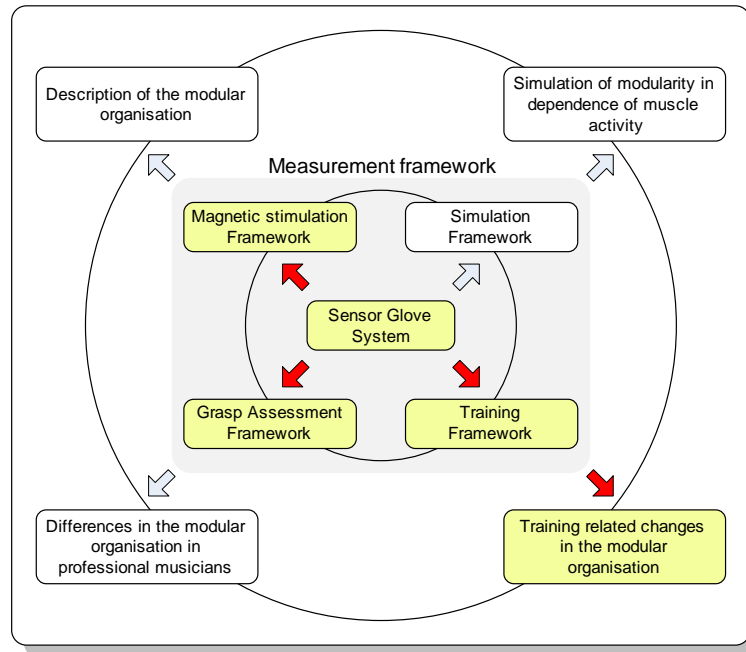 Description of the modular
organisation
Simulation of modularity in
dependence of muscle
activity
Measurement framework
Magnetic stimulation
Framework
Simulation
Framework
Sensor Glove
System
Grasp Assessment
Framework
Training
Framework
Differences in the modular
organisation in
professional musicians
Training related changes
in the modular
organisation